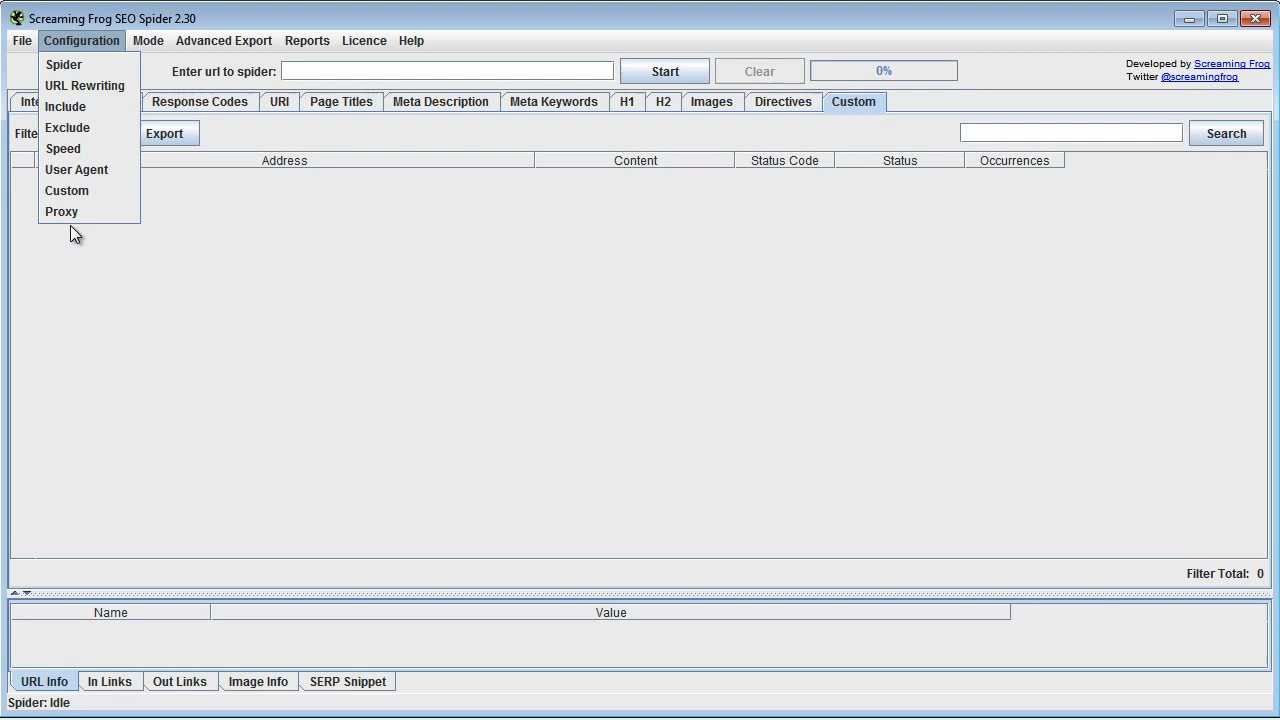 Screaming Frog SEO Spider 2.30
File Configuration Mode Advanced Export Reports Licence Help
Spider
URL Rewriting
Include
Exclude
Speed
User Agent
Custom
Proxy
Enter url to spider: Start Clear 0%
Developed by Screaming Frog
Twitter @screamingfrog
Response Codes URI Page Titles Meta Description Meta Keywords H1 H2 Images Directives Custom
Export Search
Address Content Status Code Status Occurrences
Filter Total: 0
Name Value
URL Info In Links Out Links Image Info SERP Snippet
Spider: Idle